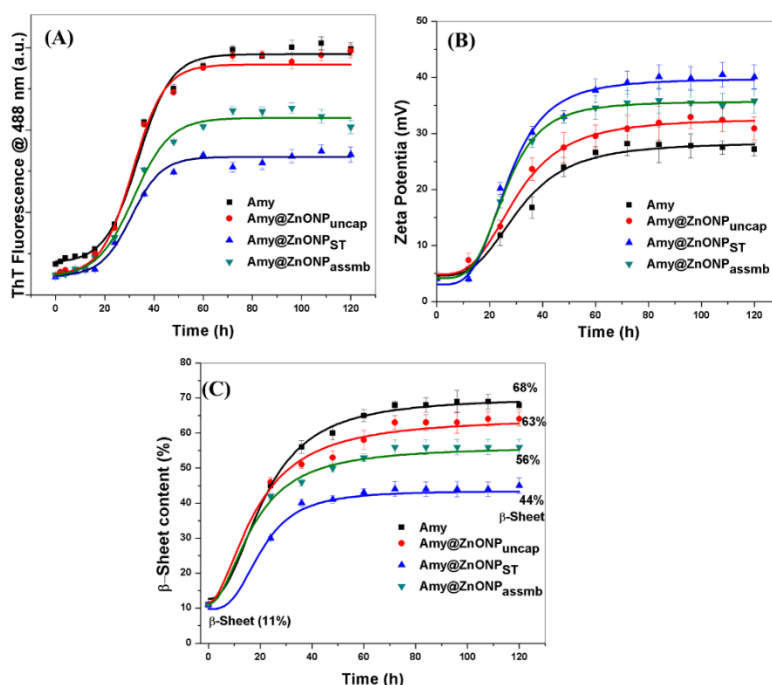 (A)
ThT Fluorescence @ 488 nm (a.u.)
Amy
Amy@ZnONPuncap
Amy@ZnONPST
Amy@ZnONPassmb
0 20 40 60 80 100 120
Time (h)
(B)
Zeta Potentia (mV)
50
40
30
20
10
0
Amy
Amy@ZnONPuncap
Amy@ZnONPST
Amy@ZnONPassmb
0 20 40 60 80 100 120
Time (h)
(C)
β-Sheet content (%)
80
70
60
50
40
30
20
10
0
68%
63%
56%
44%
β-Sheet
Amy
Amy@ZnONPuncap
Amy@ZnONPST
Amy@ZnONPassmb
β-Sheet (11%)
0 20 40 60 80 100 120
Time (h)